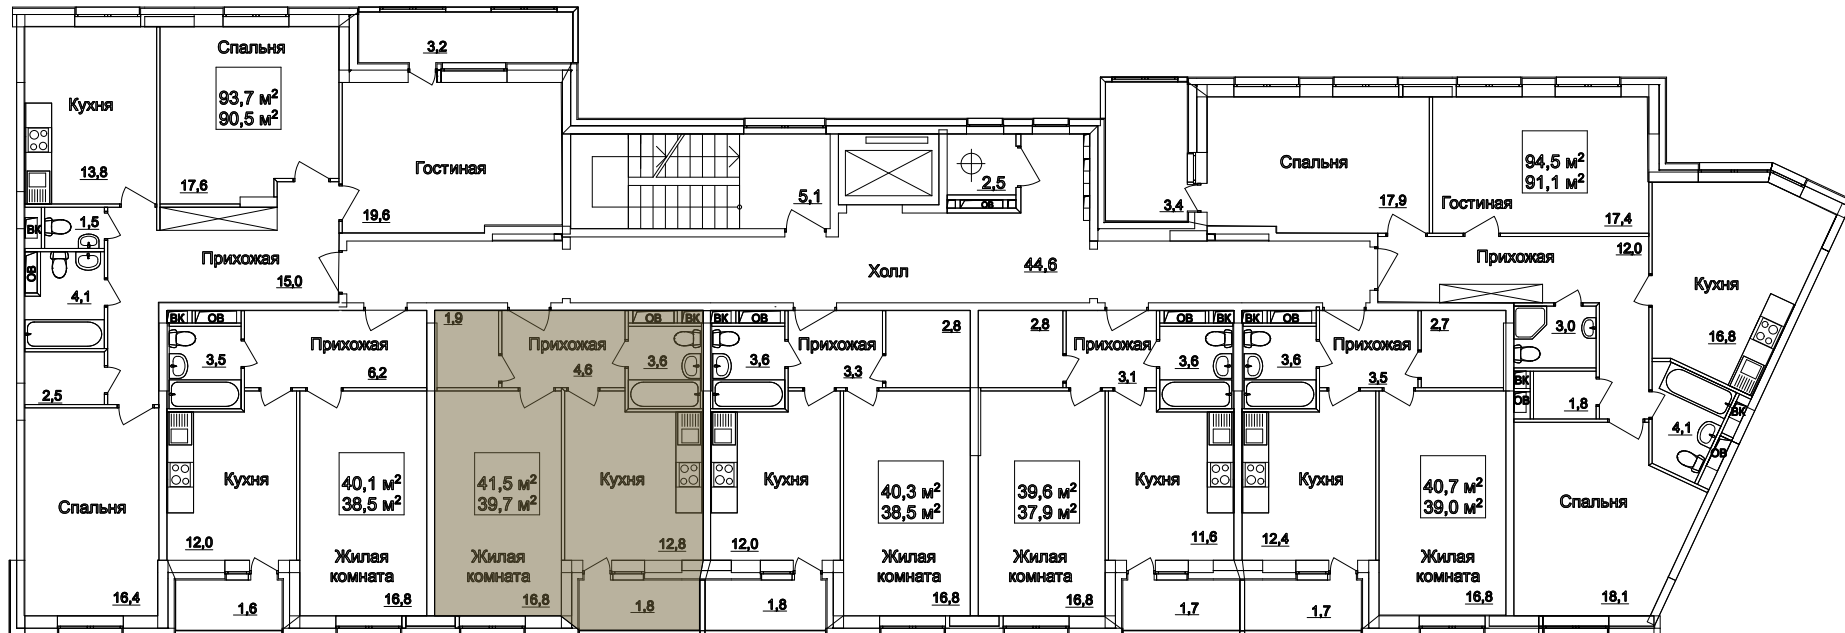 Спальня
3,2
93,7 м²
90,5 м²
Кухня
13,8
17,6
Гостиная
19,6
5,1
2,5
ОВ
3,4
Спальня
17,9
94,5 м²
91,1 м²
Гостиная
17,4
ВК
1,5
Прихожая
15,0
Холл
44,6
Прихожая
12,0
Кухня
16,8
ОВ
4,1
2,5
ВК
ОВ
3,5
Прихожая
6,2
1,9
Прихожая
4,6
ОВ
ВК
3,6
ВК
ОВ
3,6
Прихожая
3,3
2,8
2,8
Прихожая
3,1
ОВ
ВК
3,6
ВК
ОВ
3,6
Прихожая
3,5
2,7
3,0
ВК
ОВ
1,8
4,1
ВК
ОВ
Спальня
16,4
Кухня
12,0
1,6
40,1 м²
38,5 м²
Жилая
комната
16,8
41,5 м²
39,7 м²
Жилая
комната
16,8
Кухня
12,8
1,8
Кухня
12,0
1,8
40,3 м²
38,5 м²
Жилая
комната
16,8
39,6 м²
37,9 м²
Жилая
комната
16,8
Кухня
11,6
1,7
Кухня
12,4
1,7
40,7 м²
39,0 м²
Жилая
комната
16,8
Спальня
18,1